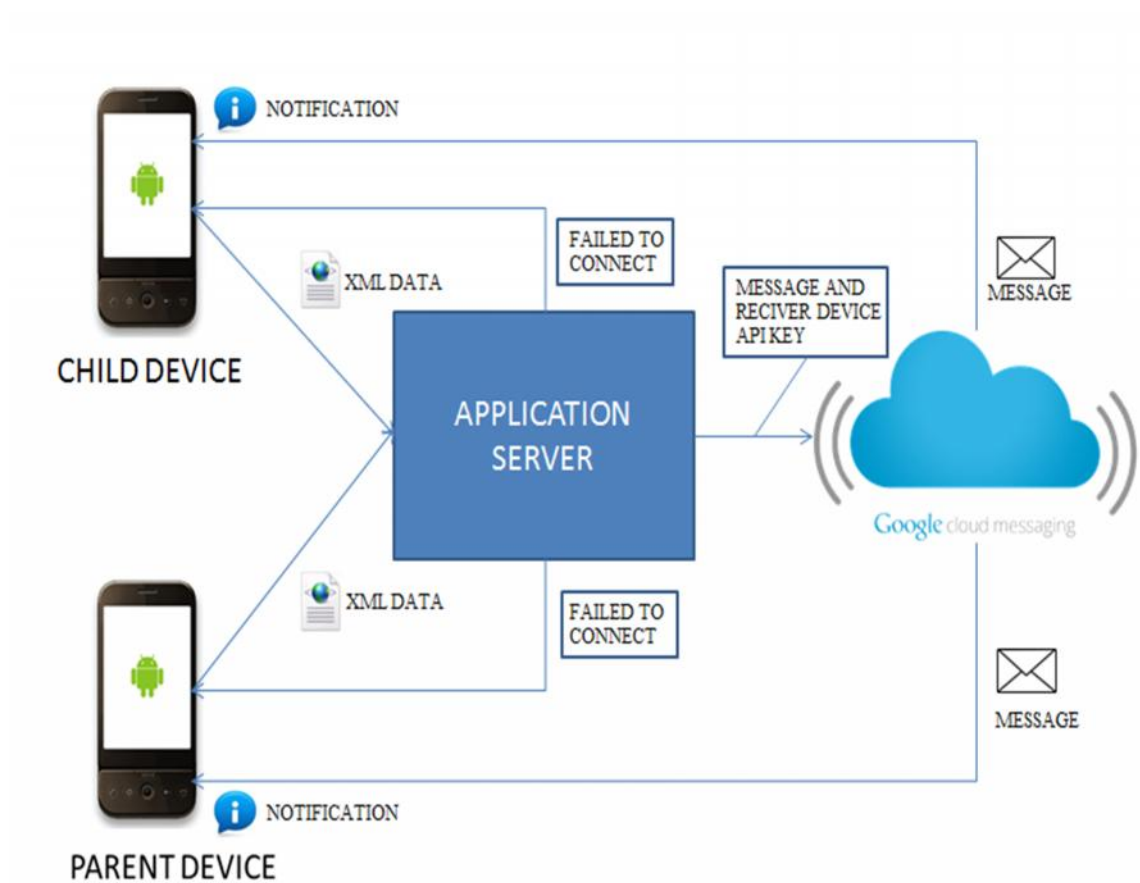 NOTIFICATION
FAILED TO
CONNECT
XML DATA
MESSAGE AND
RECIVER DEVICE
API KEY
MESSAGE
CHILD DEVICE
APPLICATION
SERVER
Google cloud messaging
XML DATA
FAILED TO
CONNECT
MESSAGE
NOTIFICATION
PARENT DEVICE